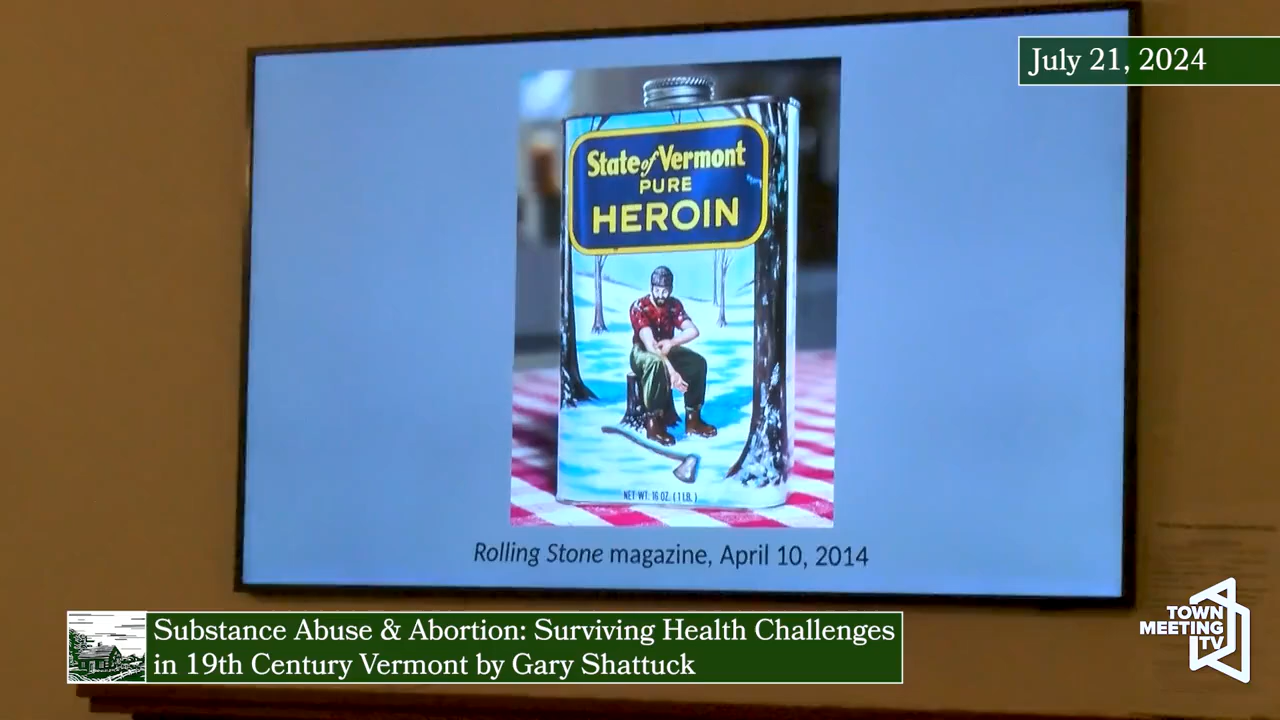 July 21, 2024
State of Vermont
PURE
HEROIN
NET WT. 16 OZ. (1 LB.)
Rolling Stone magazine, April 10, 2014
Substance Abuse & Abortion: Surviving Health Challenges
in 19th Century Vermont by Gary Shattuck
TOWN
MEETING
TV